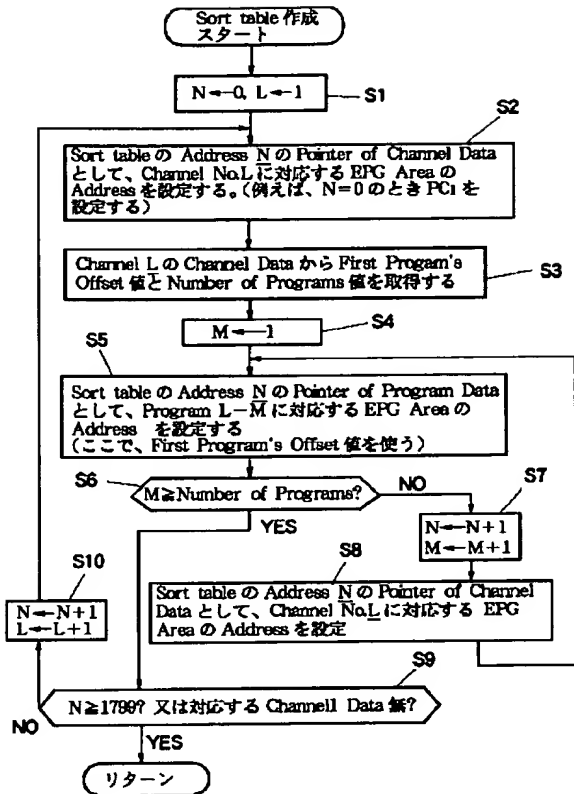 Sort table 作成
スタート
N←0, L←1
S1
S2
Sort table の Address N の Pointer of Channel Data
として、Channel No.L に対応する EPG Area の
Address を設定する。(例えば、N=0 のとき PC1 を
設定する)
Channel L の Channel Data から First Progam's
Offset 値と Number of Programs 値を取得する
S3
M←1
S4
S5
Sort table の Address N の Pointer of Program Data
として、Program L-M に対応する EPG Area の
Address を設定する
(ここで、First Program's Offset 値を使う)
S6
M≧Number of Programs?
NO
YES
S7
N←N+1
M←M+1
S8
Sort table の Address N の Pointer of Channel
Data として、Channel No.L に対応する EPG
Area の Address を設定
S10
N←N+1
L←L+1
S9
N≧1799? 又は対応する Channell Data 無?
NO
YES
リターン